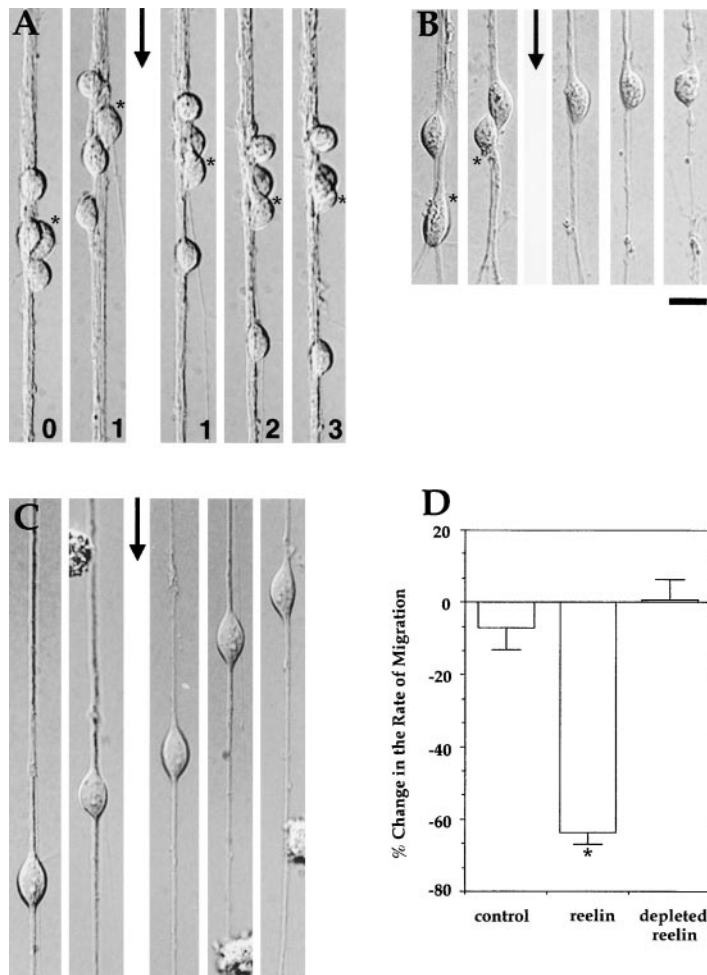 A
B
*
*
*
*
*
*
*
0
1
1
2
3
C
D
20
0
-20
-40
-60
-80
% Change in the Rate of Migration
*
control
reelin
depleted
reelin